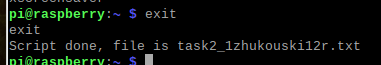 pi@raspberry:~ $ exit
exit
Script done, file is task2_1zhukouski12r.txt
pi@raspberry:~ $